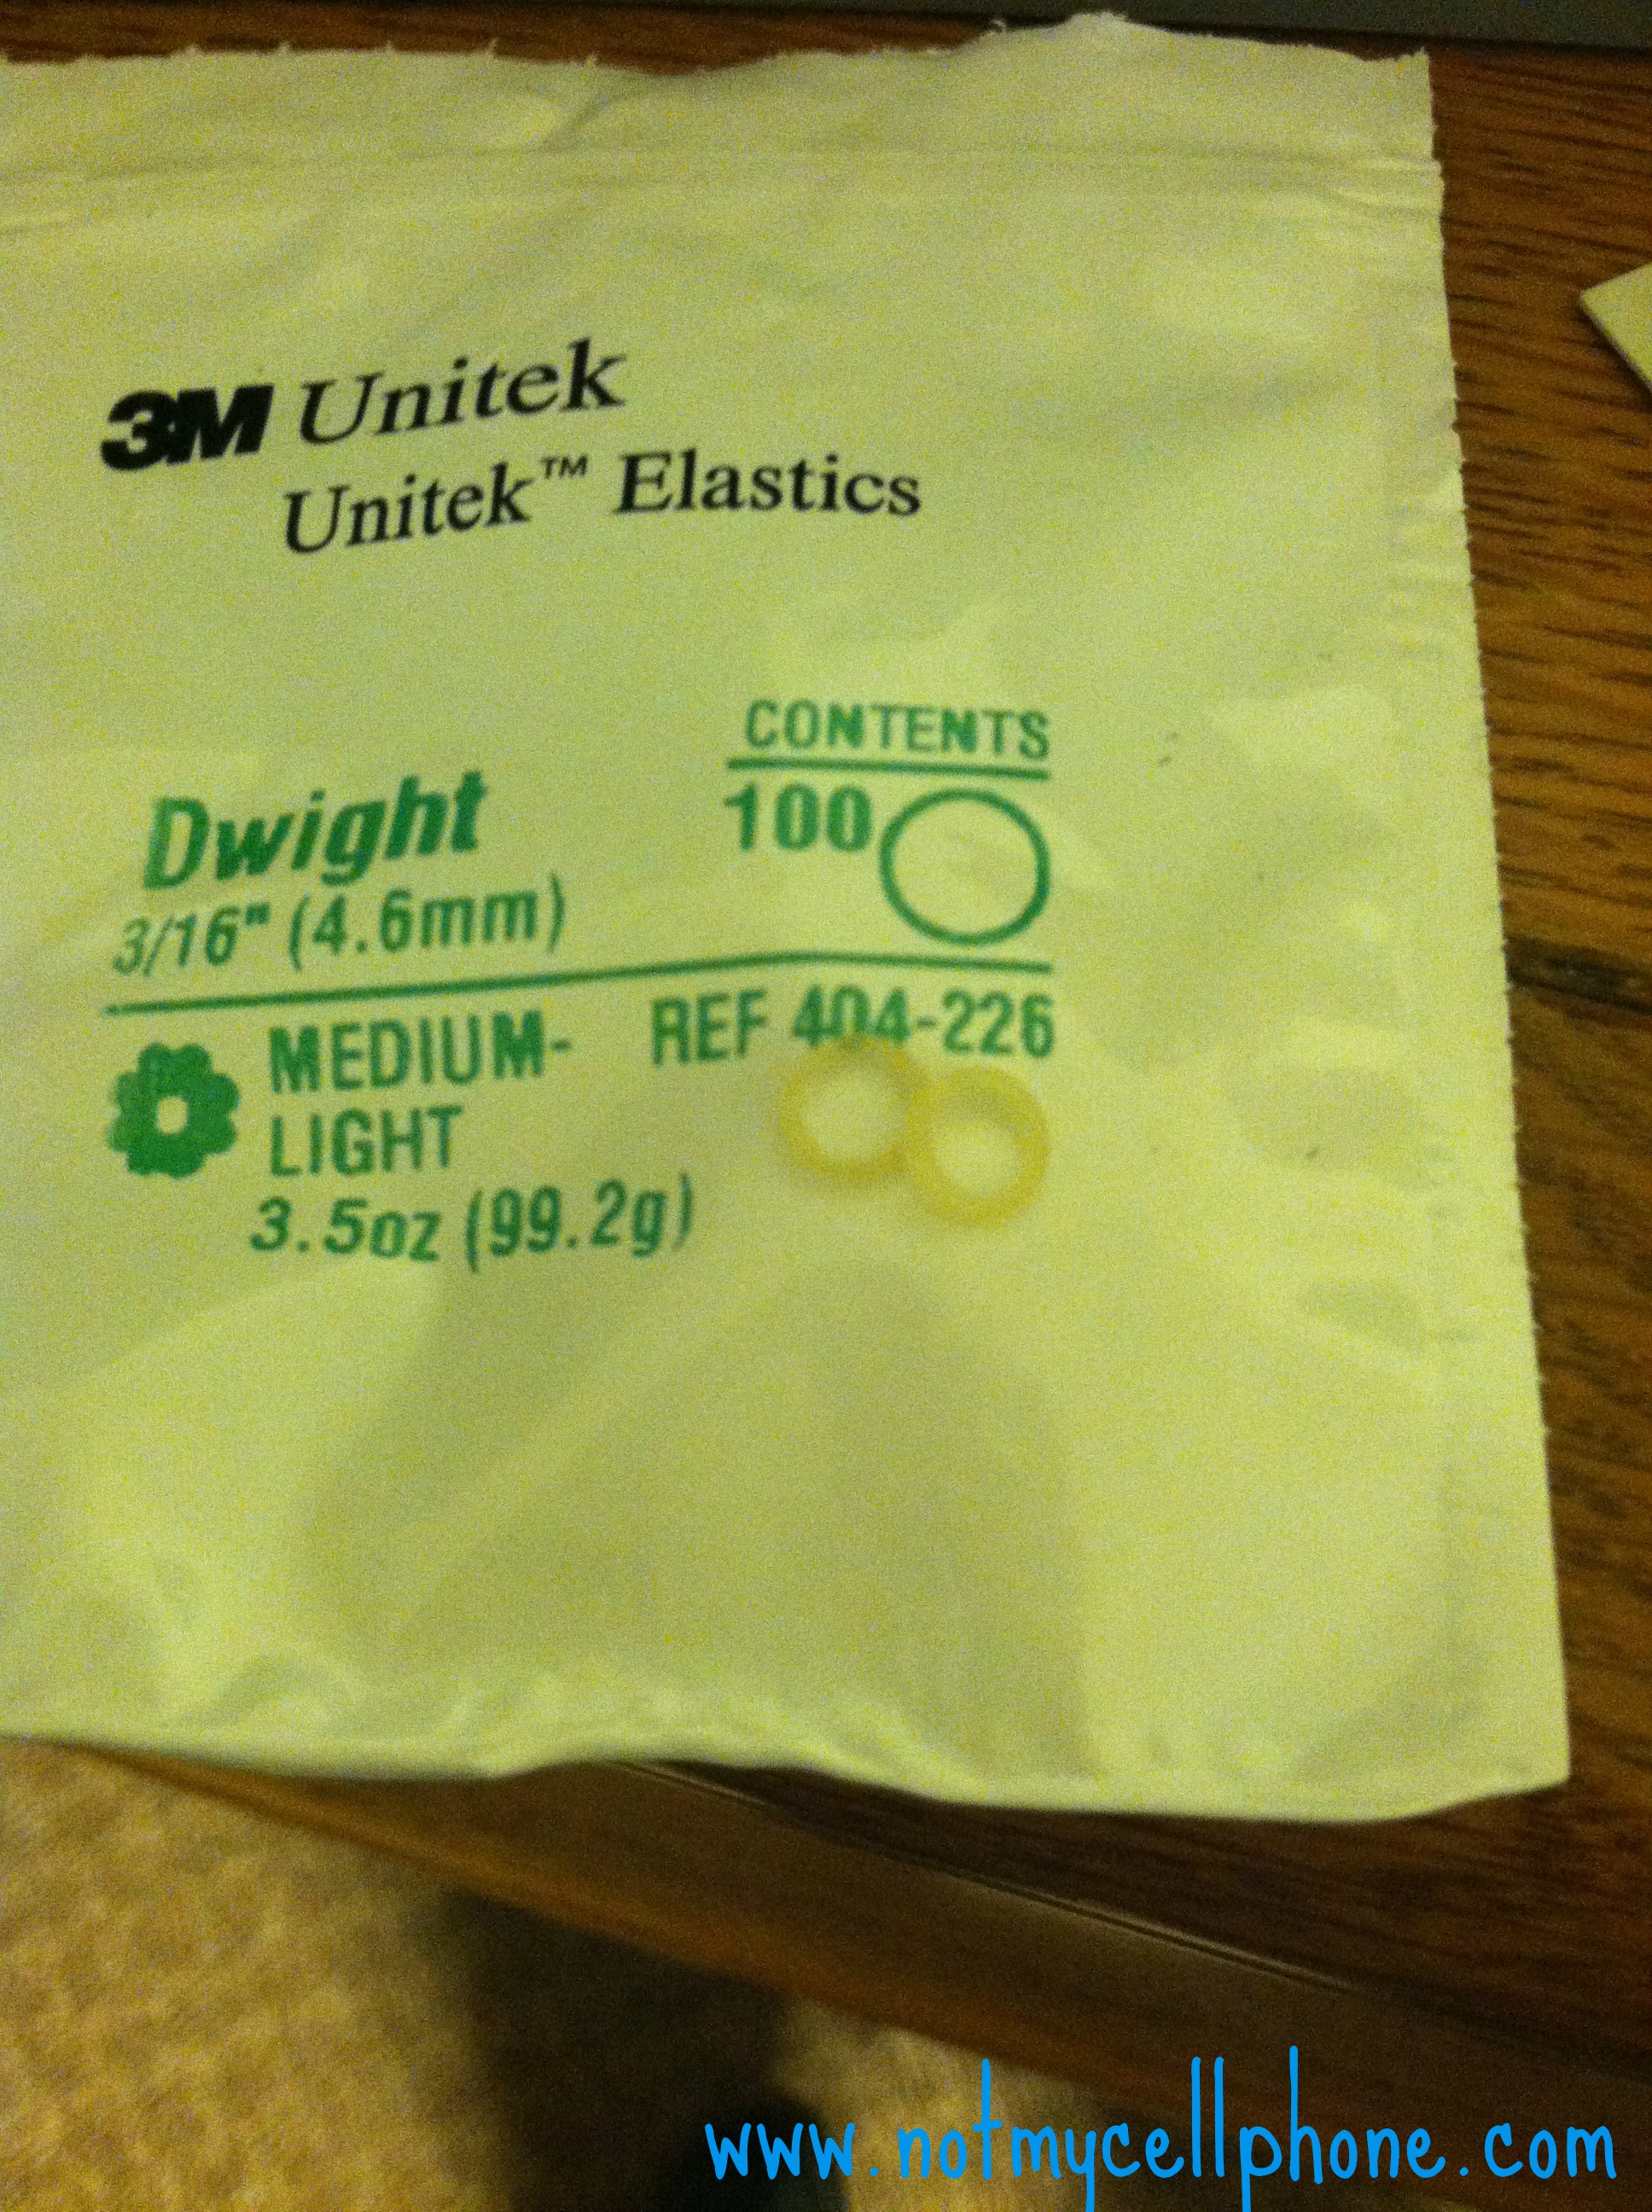 3M Unitek
Unitek™ Elastics
CONTENTS
100
Dwight
3/16" (4.6mm)
MEDIUM-
LIGHT
3.5oz (99.2g)
REF 404-226
www.notmycellphone.com